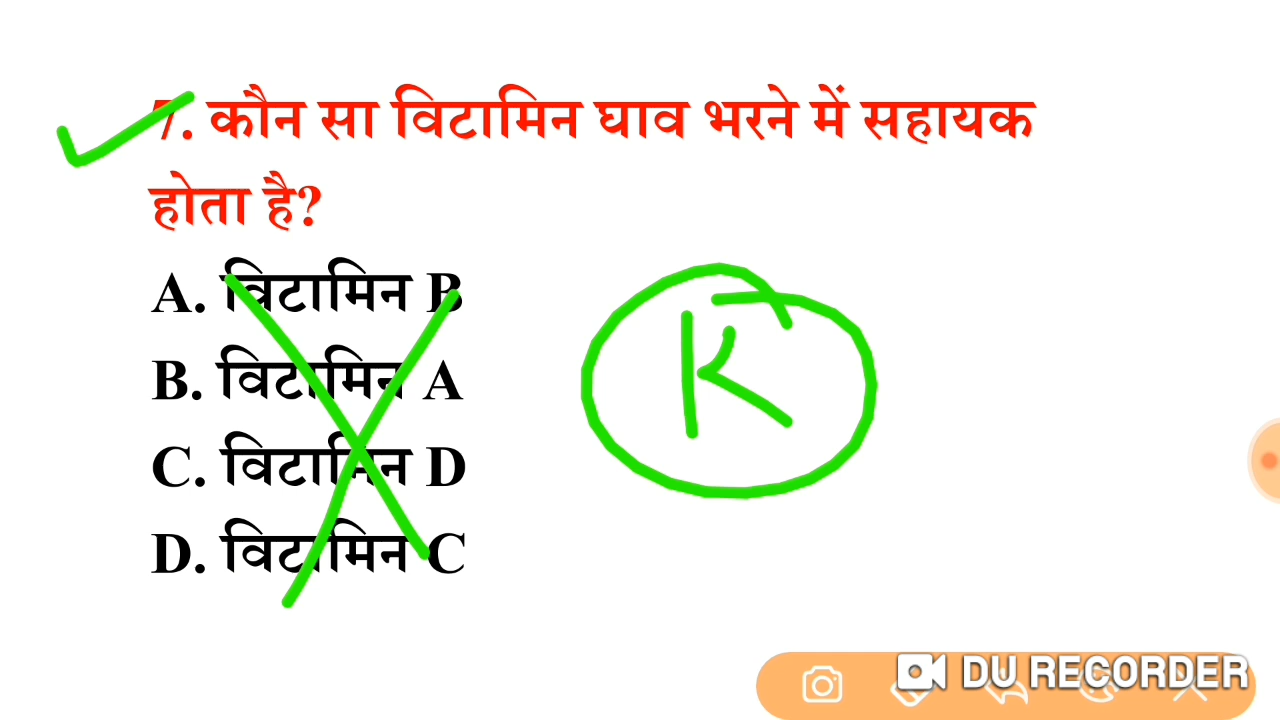 7. कौन सा विटामिन घाव भरने में सहायक
होता है?
A. विटामिन B
B. विटामिन A
C. विटामिन D
D. विटामिन C
K
DU RECORDER